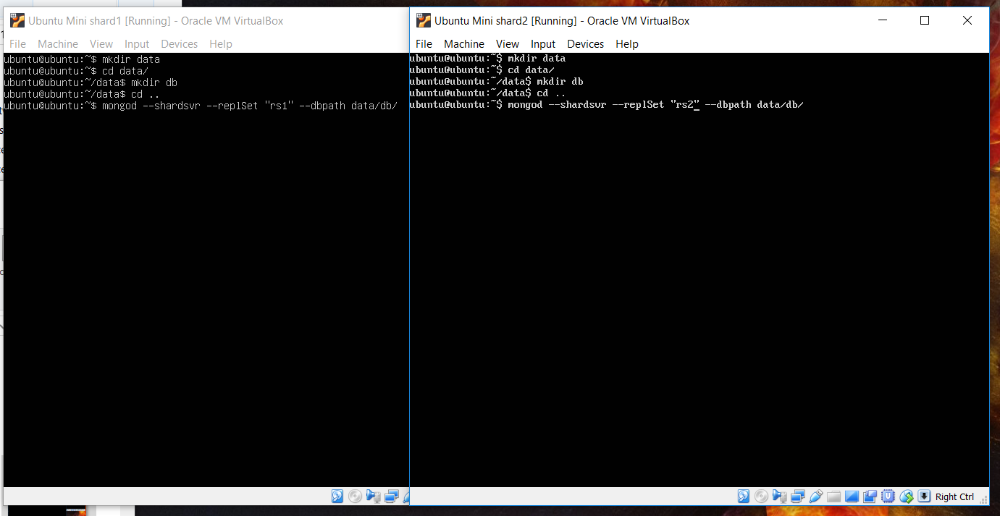 Ubuntu Mini shard1 [Running] - Oracle VM VirtualBox
File Machine View Input Devices Help
ubuntu@ubuntu:~$ mkdir data
ubuntu@ubuntu:~$ cd data/
ubuntu@ubuntu:~/data$ mkdir db
ubuntu@ubuntu:~/data$ cd ..
ubuntu@ubuntu:~$ mongod --shardsvr --replSet "rs1" --dbpath data/db/
Ubuntu Mini shard2 [Running] - Oracle VM VirtualBox
File Machine View Input Devices Help
ubuntu@ubuntu:~$ mkdir data
ubuntu@ubuntu:~$ cd data/
ubuntu@ubuntu:~/data$ mkdir db
ubuntu@ubuntu:~/data$ cd ..
ubuntu@ubuntu:~$ mongod --shardsvr --replSet "rs2" --dbpath data/db/
Right Ctrl